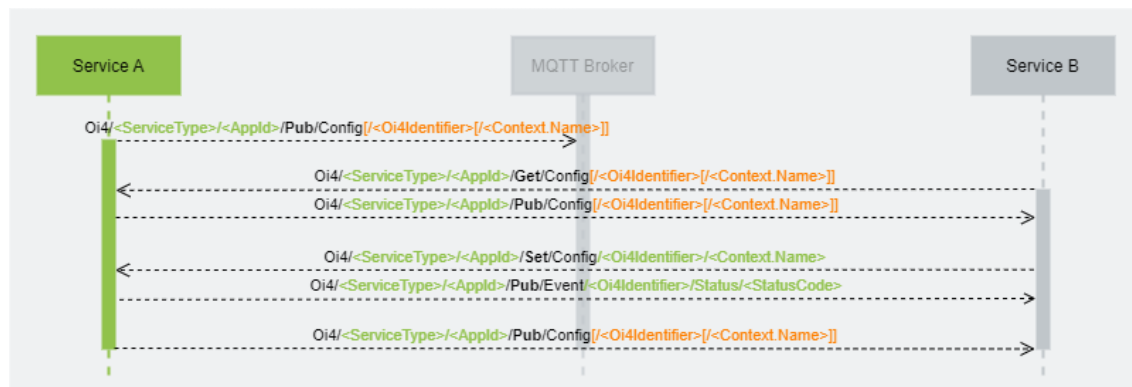 Service A
MQTT Broker
Service B
Oi4/<ServiceType>/<AppId>/Pub/Config[/<Oi4Identifier>[/<Context.Name>]]
Oi4/<ServiceType>/<AppId>/Get/Config[/<Oi4Identifier>[/<Context.Name>]]
Oi4/<ServiceType>/<AppId>/Pub/Config[/<Oi4Identifier>[/<Context.Name>]]
Oi4/<ServiceType>/<AppId>/Set/Config/<Oi4Identifier>/<Context.Name>
Oi4/<ServiceType>/<AppId>/Pub/Event/<Oi4Identifier>/Status/<StatusCode>
Oi4/<ServiceType>/<AppId>/Pub/Config[/<Oi4Identifier>[/<Context.Name>]]